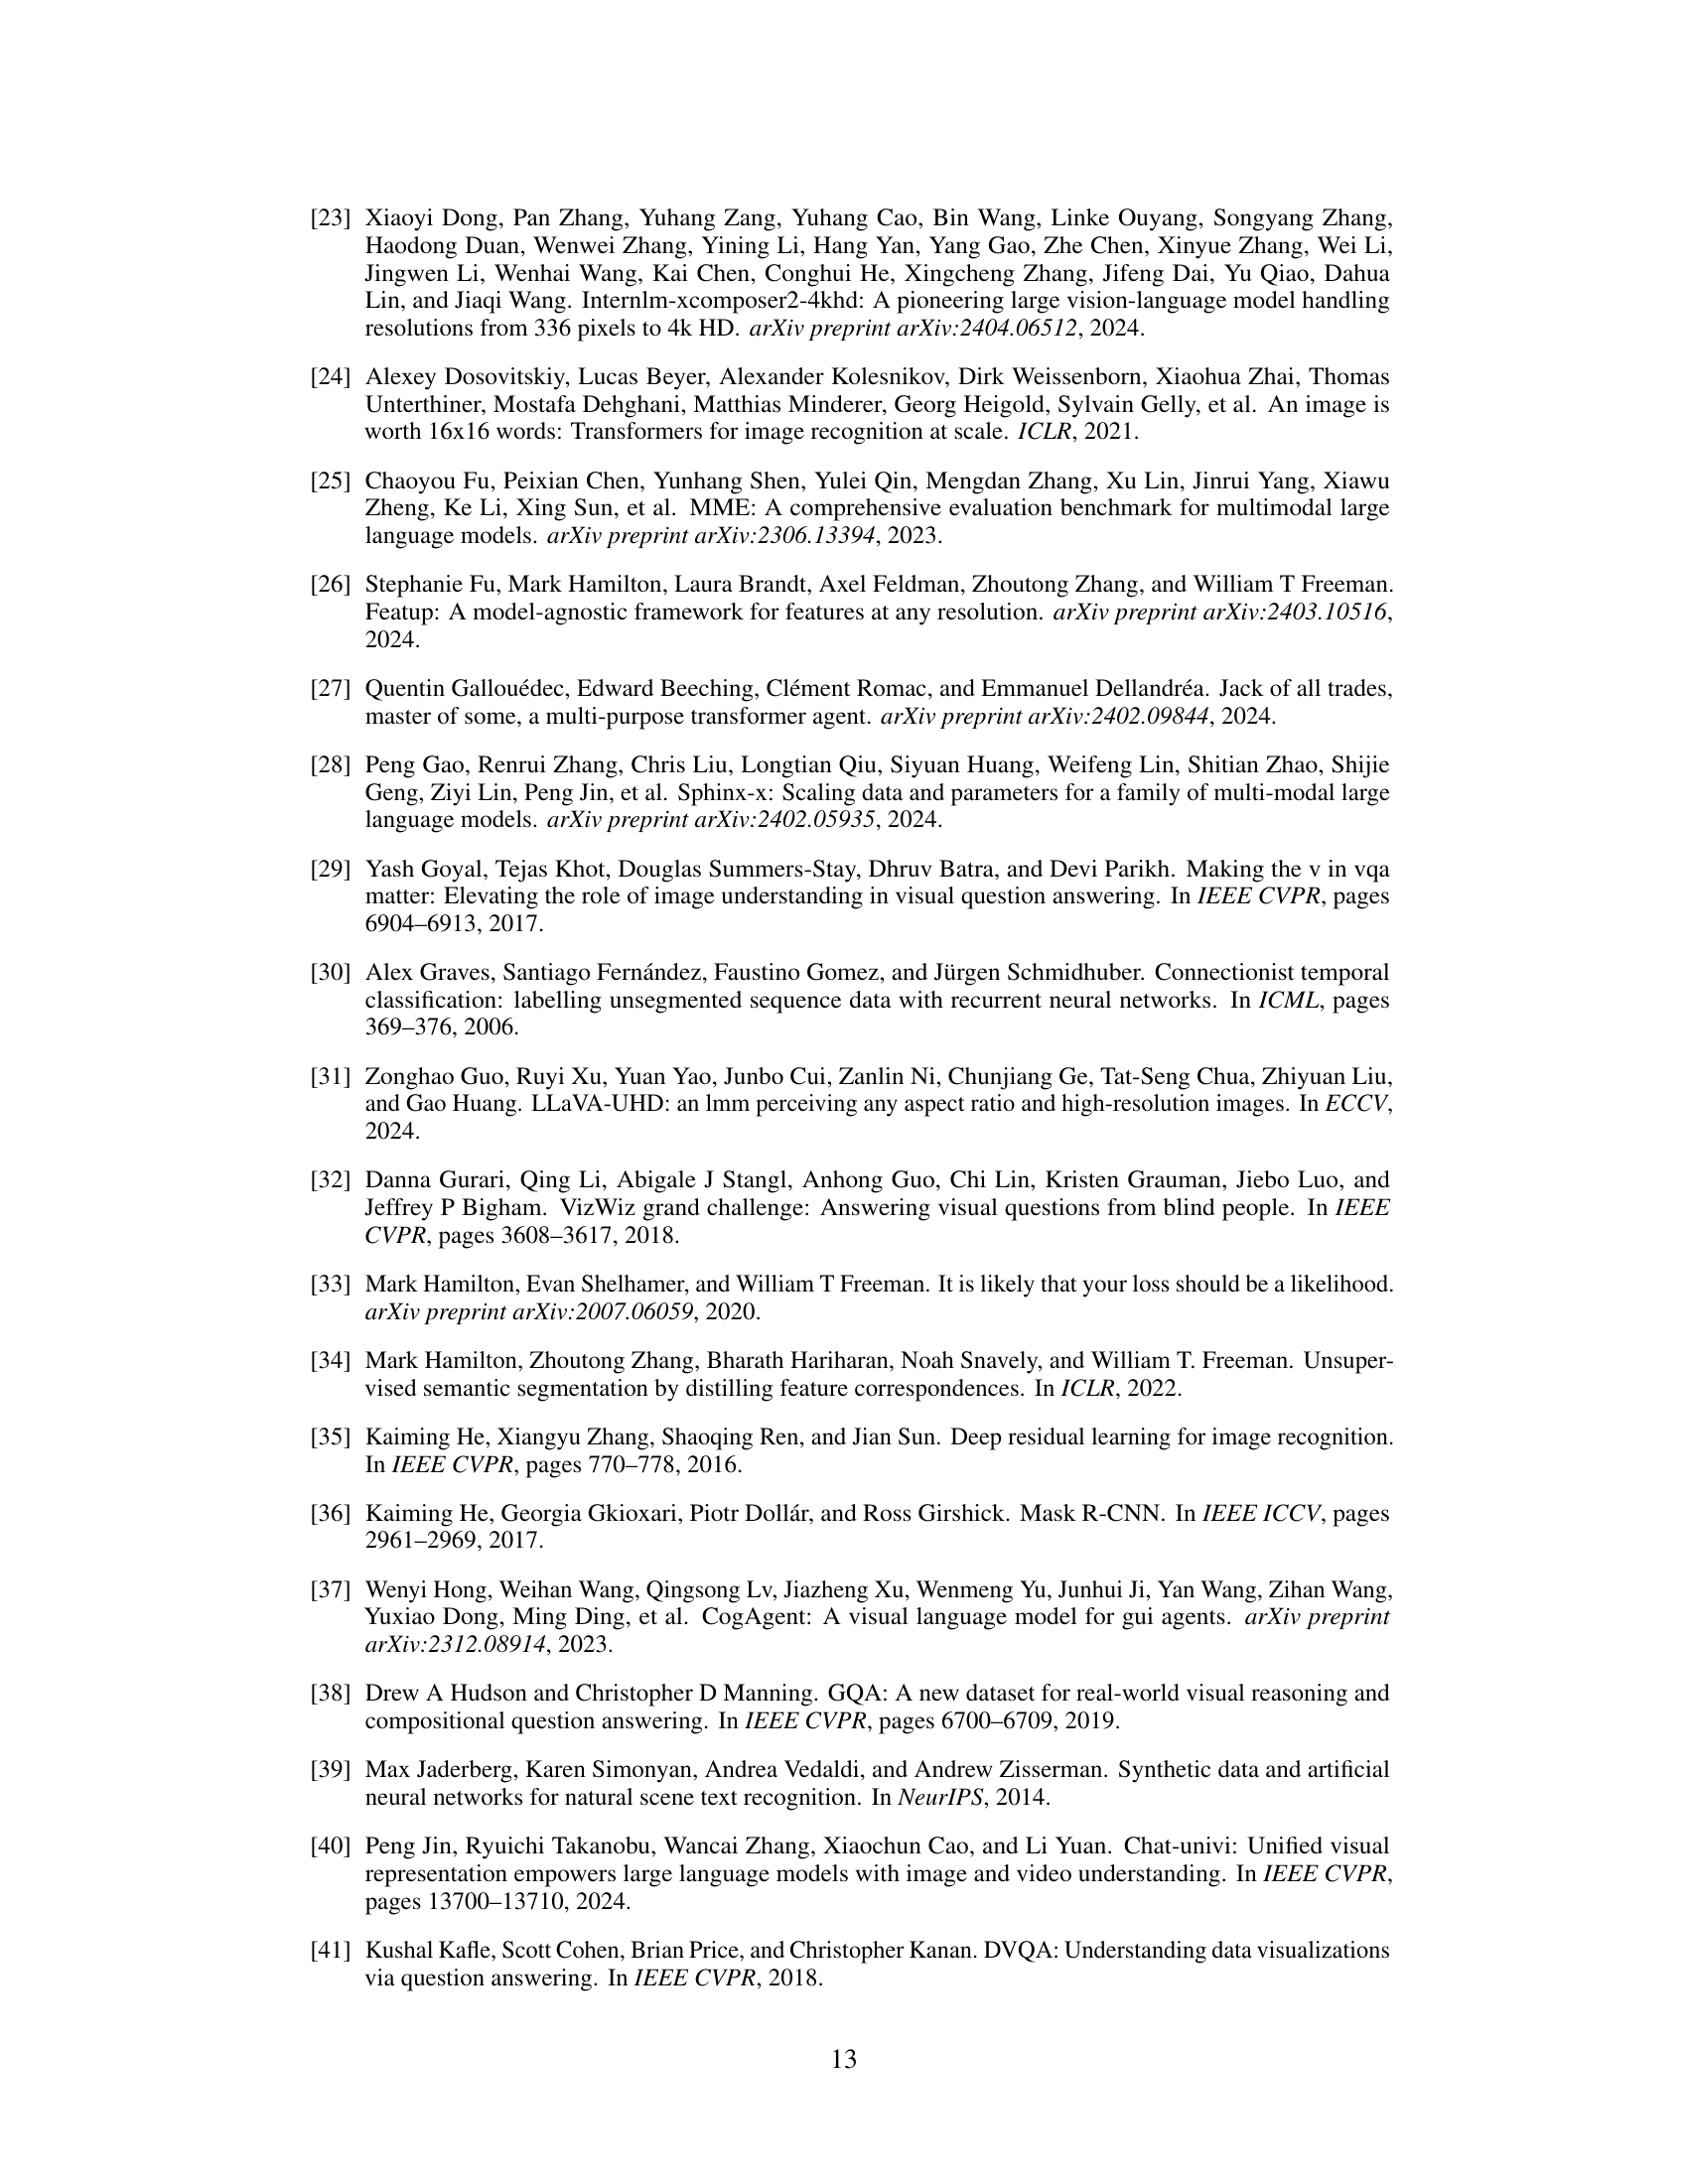 [23] Xiaoyi Dong, Pan Zhang, Yuhang Zang, Yuhang Cao, Bin Wang, Linke Ouyang, Songyang Zhang,
Haodong Duan, Wenwei Zhang, Yining Li, Hang Yan, Yang Gao, Zhe Chen, Xinyue Zhang, Wei Li,
Jingwen Li, Wenhai Wang, Kai Chen, Conghui He, Xingcheng Zhang, Jifeng Dai, Yu Qiao, Dahua
Lin, and Jiaqi Wang. Internlm-xcomposer2-4khd: A pioneering large vision-language model handling
resolutions from 336 pixels to 4k HD. arXiv preprint arXiv:2404.06512, 2024.
[24] Alexey Dosovitskiy, Lucas Beyer, Alexander Kolesnikov, Dirk Weissenborn, Xiaohua Zhai, Thomas
Unterthiner, Mostafa Dehghani, Matthias Minderer, Georg Heigold, Sylvain Gelly, et al. An image is
worth 16x16 words: Transformers for image recognition at scale. ICLR, 2021.
[25] Chaoyou Fu, Peixian Chen, Yunhang Shen, Yulei Qin, Mengdan Zhang, Xu Lin, Jinrui Yang, Xiawu
Zheng, Ke Li, Xing Sun, et al. MME: A comprehensive evaluation benchmark for multimodal large
language models. arXiv preprint arXiv:2306.13394, 2023.
[26] Stephanie Fu, Mark Hamilton, Laura Brandt, Axel Feldman, Zhoutong Zhang, and William T Freeman.
Featup: A model-agnostic framework for features at any resolution. arXiv preprint arXiv:2403.10516,
2024.
[27] Quentin Gallouédec, Edward Beeching, Clément Romac, and Emmanuel Dellandréa. Jack of all trades,
master of some, a multi-purpose transformer agent. arXiv preprint arXiv:2402.09844, 2024.
[28] Peng Gao, Renrui Zhang, Chris Liu, Longtian Qiu, Siyuan Huang, Weifeng Lin, Shitian Zhao, Shijie
Geng, Ziyi Lin, Peng Jin, et al. Sphinx-x: Scaling data and parameters for a family of multi-modal large
language models. arXiv preprint arXiv:2402.05935, 2024.
[29] Yash Goyal, Tejas Khot, Douglas Summers-Stay, Dhruv Batra, and Devi Parikh. Making the v in vqa
matter: Elevating the role of image understanding in visual question answering. In IEEE CVPR, pages
6904–6913, 2017.
[30] Alex Graves, Santiago Fernández, Faustino Gomez, and Jürgen Schmidhuber. Connectionist temporal
classification: labelling unsegmented sequence data with recurrent neural networks. In ICML, pages
369–376, 2006.
[31] Zonghao Guo, Ruyi Xu, Yuan Yao, Junbo Cui, Zanlin Ni, Chunjiang Ge, Tat-Seng Chua, Zhiyuan Liu,
and Gao Huang. LLaVA-UHD: an lmm perceiving any aspect ratio and high-resolution images. In ECCV,
2024.
[32] Danna Gurari, Qing Li, Abigale J Stangl, Anhong Guo, Chi Lin, Kristen Grauman, Jiebo Luo, and
Jeffrey P Bigham. VizWiz grand challenge: Answering visual questions from blind people. In IEEE
CVPR, pages 3608–3617, 2018.
[33] Mark Hamilton, Evan Shelhamer, and William T Freeman. It is likely that your loss should be a likelihood.
arXiv preprint arXiv:2007.06059, 2020.
[34] Mark Hamilton, Zhoutong Zhang, Bharath Hariharan, Noah Snavely, and William T. Freeman. Unsuper-
vised semantic segmentation by distilling feature correspondences. In ICLR, 2022.
[35] Kaiming He, Xiangyu Zhang, Shaoqing Ren, and Jian Sun. Deep residual learning for image recognition.
In IEEE CVPR, pages 770–778, 2016.
[36] Kaiming He, Georgia Gkioxari, Piotr Dollár, and Ross Girshick. Mask R-CNN. In IEEE ICCV, pages
2961–2969, 2017.
[37] Wenyi Hong, Weihan Wang, Qingsong Lv, Jiazheng Xu, Wenmeng Yu, Junhui Ji, Yan Wang, Zihan Wang,
Yuxiao Dong, Ming Ding, et al. CogAgent: A visual language model for gui agents. arXiv preprint
arXiv:2312.08914, 2023.
[38] Drew A Hudson and Christopher D Manning. GQA: A new dataset for real-world visual reasoning and
compositional question answering. In IEEE CVPR, pages 6700–6709, 2019.
[39] Max Jaderberg, Karen Simonyan, Andrea Vedaldi, and Andrew Zisserman. Synthetic data and artificial
neural networks for natural scene text recognition. In NeurIPS, 2014.
[40] Peng Jin, Ryuichi Takanobu, Wancai Zhang, Xiaochun Cao, and Li Yuan. Chat-univi: Unified visual
representation empowers large language models with image and video understanding. In IEEE CVPR,
pages 13700–13710, 2024.
[41] Kushal Kafle, Scott Cohen, Brian Price, and Christopher Kanan. DVQA: Understanding data visualizations
via question answering. In IEEE CVPR, 2018.
13